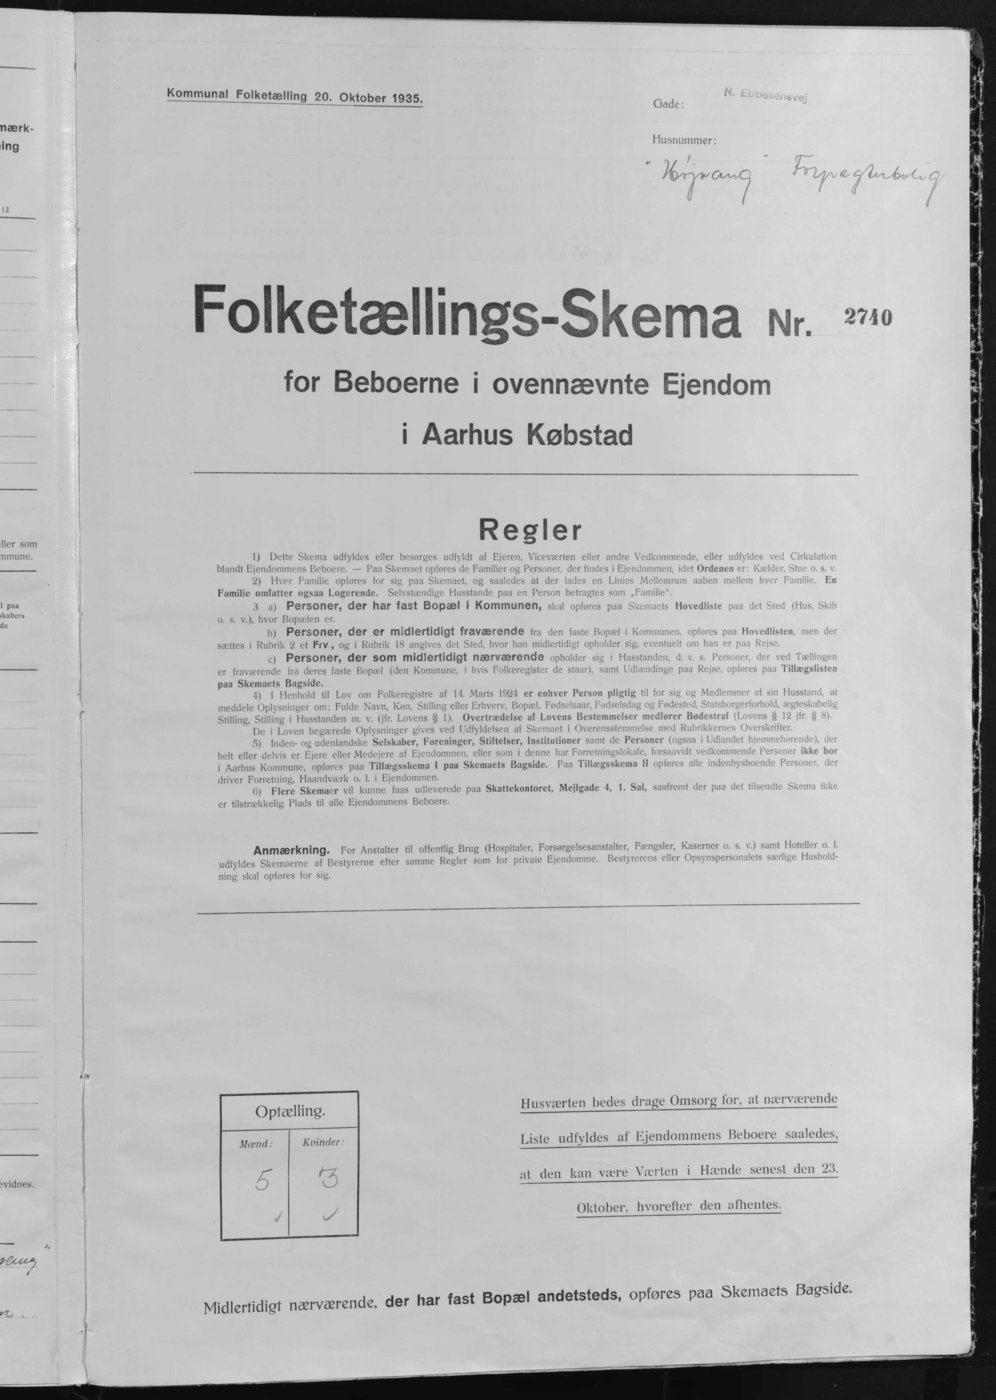 mærk-
ing
12
ller som
mmune.
l paa
skabers
de
evidnes.
Kommunal Folketælling 20. Oktober 1935.
Gade: N. Ebbesensvej
Husnummer:
"Højvang" Forpagterbolig
Folketællings-Skema Nr. 2740
for Beboerne i ovennævnte Ejendom
i Aarhus Købstad
Regler
1) Dette Skema udfyldes eller besørges udfyldt af Ejeren, Viceværten eller andre Vedkommende, eller udfyldes ved Cirkulation
blandt Ejendommens Beboere. — Paa Skemaet opføres de Familier og Personer, der findes i Ejendommen, idet Ordenen er: Kælder, Stue o. s. v.
2) Hver Familie opføres for sig paa Skemaet, og saaledes at der lades en Linies Mellemrum aaben mellem hver Familie. En
Familie omfatter ogsaa Logerende. Selvstændige Husstande paa en Person betragtes som „Familie“.
3 a) Personer, der har fast Bopæl i Kommunen, skal opføres paa Skemaets Hovedliste paa det Sted (Hus, Skib
o. s. v.), hvor Bopælen er.
b) Personer, der er midlertidigt fraværende fra den faste Bopæl i Kommunen, opføres paa Hovedlisten, men der
sættes i Rubrik 2 et Frv., og i Rubrik 18 angives det Sted, hvor han midlertidigt opholder sig, eventuelt om han er paa Rejse.
c) Personer, der som midlertidigt nærværende opholder sig i Husstanden, d. v. s. Personer, der ved Tællingen
er fraværende fra deres faste Bopæl (den Kommune, i hvis Folkeregister de staar), samt Udlændinge paa Rejse, opføres paa Tillægslisten
paa Skemaets Bagside.
4) I Henhold til Lov om Folkeregistre af 14. Marts 1924 er enhver Person pligtig til for sig og Medlemmer af sin Husstand, at
meddele Oplysninger om: Fulde Navn, Køn, Stilling eller Erhverv, Bopæl, Fødselsaar, Fødselsdag og Fødested, Statsborgerforhold, ægteskabelig
Stilling, Stilling i Husstanden m. v. (jfr. Lovens § 1). Overtrædelse af Lovens Bestemmelser medfører Bødestraf (Lovens § 12 jfr. § 8).
De i Loven begærede Oplysninger gives ved Udfyldelsen af Skemaet i Overensstemmelse med Rubrikkernes Overskrifter.
5) Inden- og udenlandske Selskaber, Foreninger, Stiftelser, Institutioner samt de Personer (ogsaa i Udlandet hjemmehørende), der
helt eller delvis er Ejere eller Medejere af Ejendommen, eller som i denne har Forretningslokale, forsaavidt vedkommende Personer ikke bor
i Aarhus Kommune, opføres paa Tillægsskema I paa Skemaets Bagside. Paa Tillægsskema II opføres alle indenbysboende Personer, der
driver Forretning, Haandværk o. l. i Ejendommen.
6) Flere Skemaer vil kunne faas udleverede paa Skattekontoret, Mejlgade 4, 1. Sal, saafremt der paa det tilsendte Skema ikke
er tilstrækkelig Plads til alle Ejendommens Beboere.
Anmærkning. For Anstalter til offentlig Brug (Hospitaler, Forsørgelsesanstalter, Fængsler, Kaserner o. s. v.) samt Hoteller o. l.
udfyldes Skemaerne af Bestyrerne efter samme Regler som for private Ejendomme. Bestyrerens eller Opsynspersonalets særlige Hushold-
ning skal opføres for sig.
Optælling.
Mænd: Kvinder:
5 3
Husværten bedes drage Omsorg for, at nærværende
Liste udfyldes af Ejendommens Beboere saaledes,
at den kan være Værten i Hænde senest den 23.
Oktober, hvorefter den afhentes.
Midlertidigt nærværende, der har fast Bopæl andetsteds, opføres paa Skemaets Bagside.